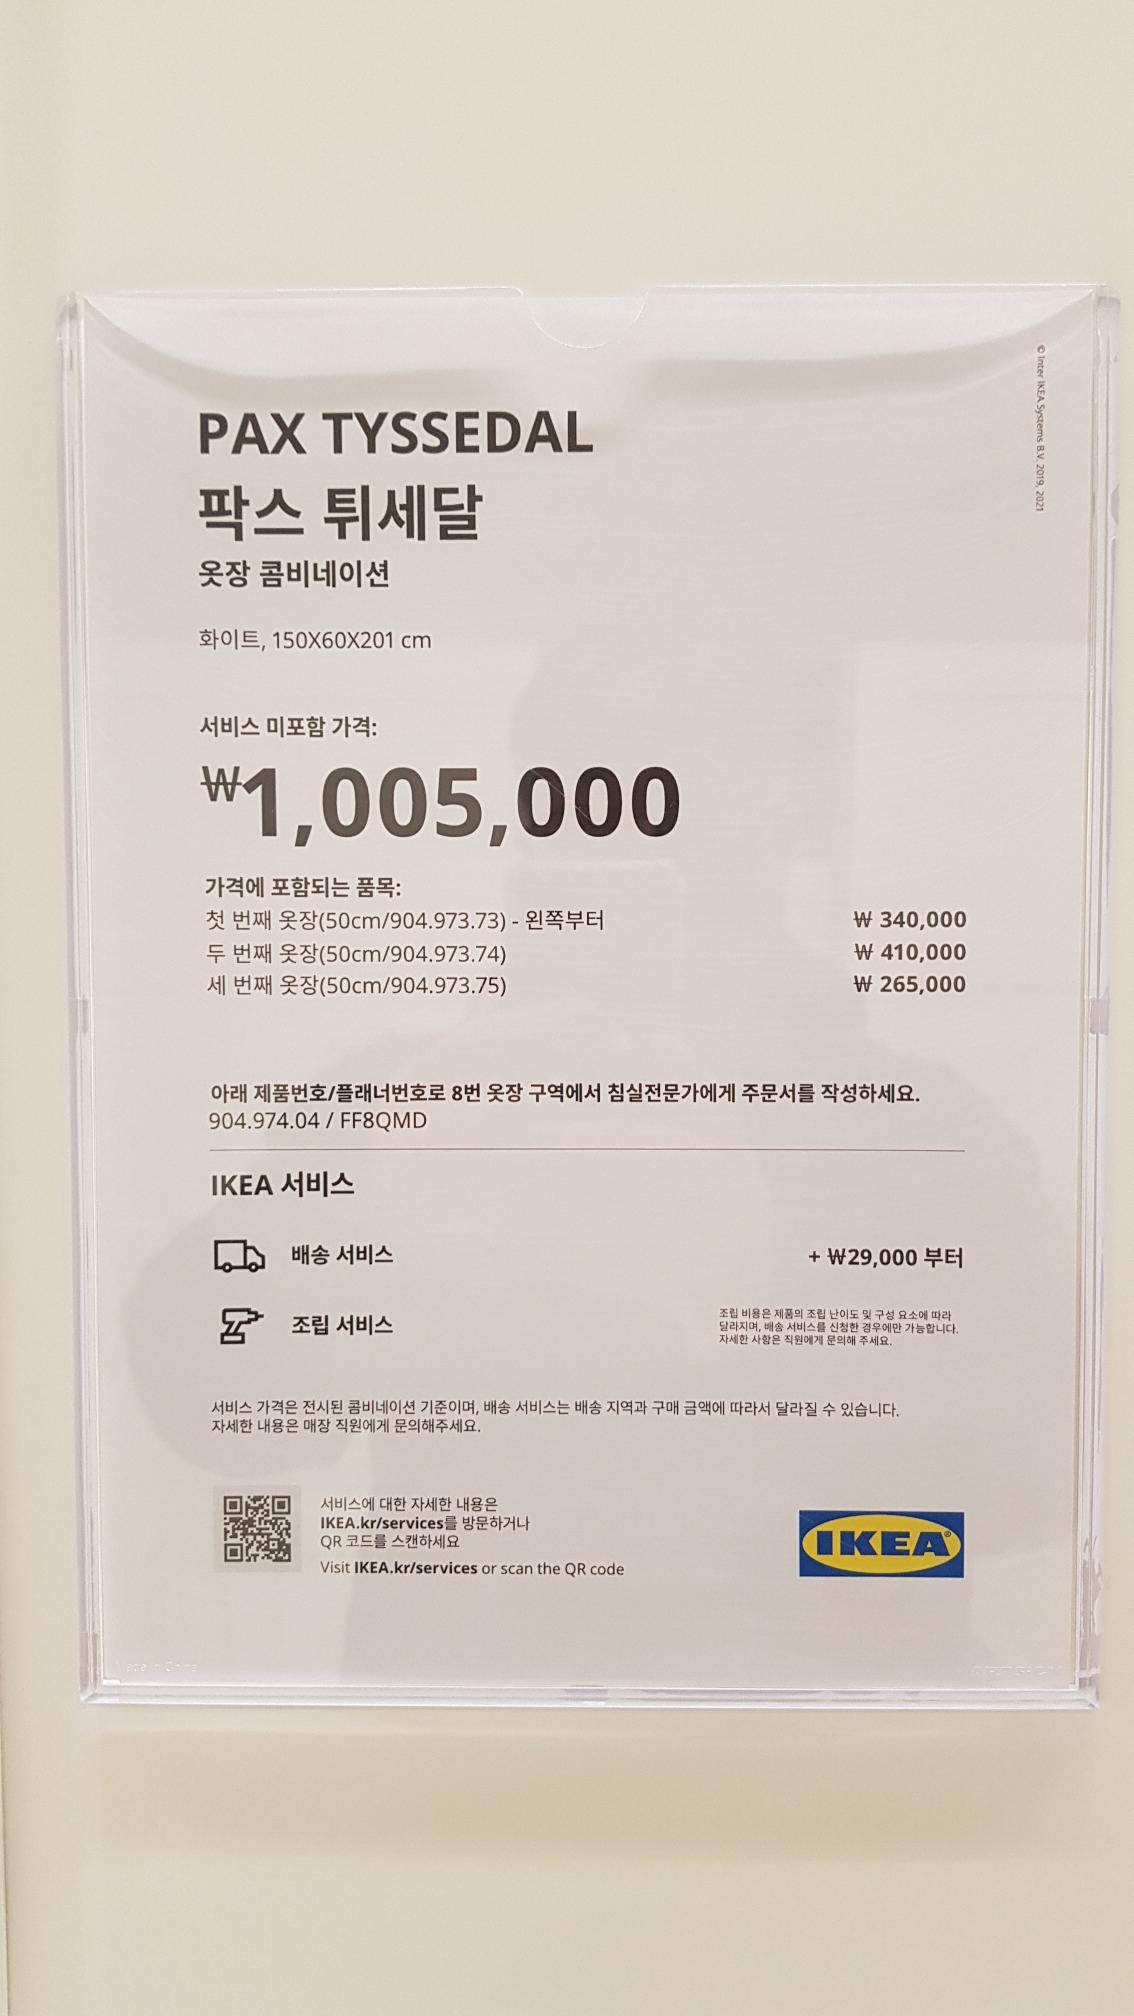 © Inter IKEA Systems B.V. 2019, 2021
PAX TYSSEDAL
팍스 튀세달
옷장 콤비네이션
화이트, 150X60X201 cm
서비스 미포함 가격:
₩1,005,000
가격에 포함되는 품목:
첫 번째 옷장(50cm/904.973.73) - 왼쪽부터 ₩ 340,000
두 번째 옷장(50cm/904.973.74) ₩ 410,000
세 번째 옷장(50cm/904.973.75) ₩ 265,000
아래 제품번호/플래너번호로 8번 옷장 구역에서 침실전문가에게 주문서를 작성하세요.
904.974.04 / FF8QMD
IKEA 서비스
배송 서비스 + ₩29,000 부터
조립 서비스
조립 비용은 제품의 조립 난이도 및 구성 요소에 따라
달라지며, 배송 서비스를 신청한 경우에만 가능합니다.
자세한 사항은 직원에게 문의해 주세요.
서비스 가격은 전시된 콤비네이션 기준이며, 배송 서비스는 배송 지역과 구매 금액에 따라서 달라질 수 있습니다.
자세한 내용은 매장 직원에게 문의해주세요.
서비스에 대한 자세한 내용은
IKEA.kr/services를 방문하거나
QR 코드를 스캔하세요
Visit IKEA.kr/services or scan the QR code
IKEA
Made in China